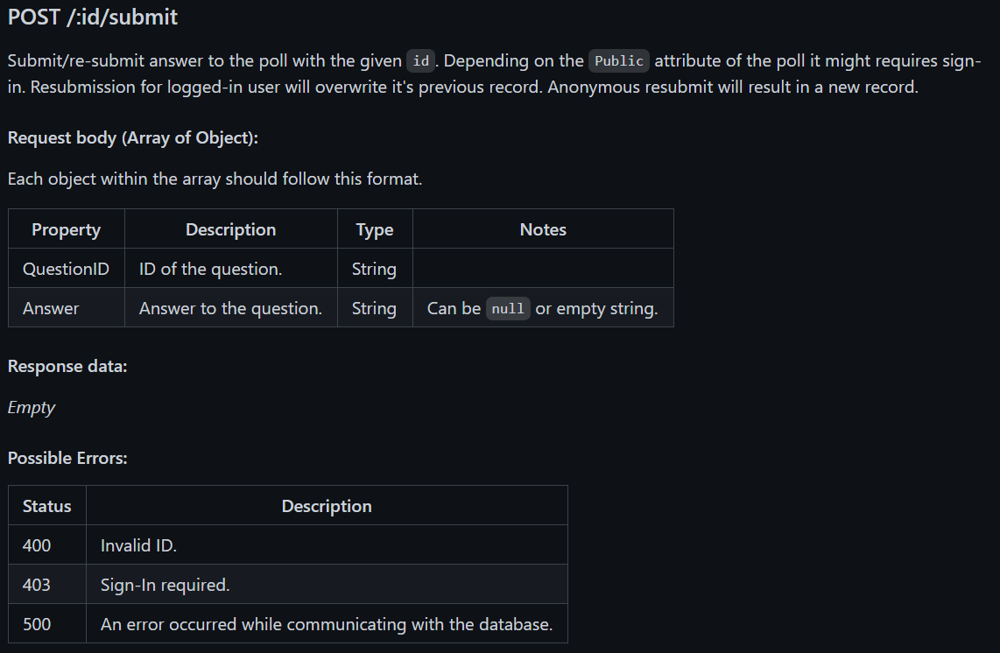 POST /:id/submit
Submit/re-submit answer to the poll with the given id. Depending on the Public attribute of the poll it might requires sign-
in. Resubmission for logged-in user will overwrite it's previous record. Anonymous resubmit will result in a new record.
Request body (Array of Object):
Each object within the array should follow this format.
Property Description Type Notes
QuestionID ID of the question. String
Answer Answer to the question. String Can be null or empty string.
Response data:
Empty
Possible Errors:
Status Description
400 Invalid ID.
403 Sign-In required.
500 An error occurred while communicating with the database.